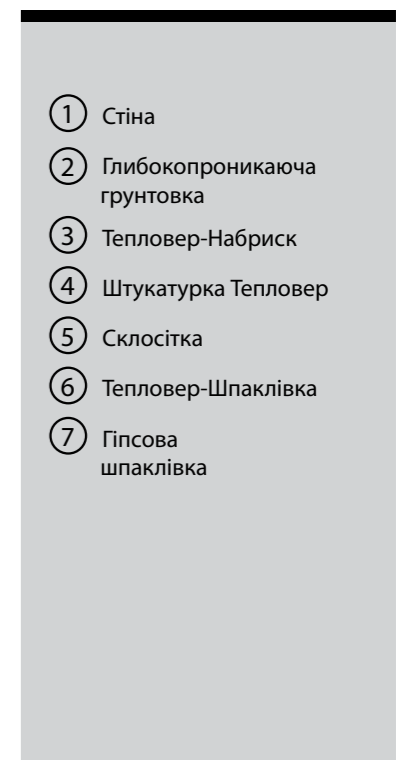 1 Стіна
2 Глибокопроникаюча
грунтовка
3 Тепловер-Набриск
4 Штукатурка Тепловер
5 Склосітка
6 Тепловер-Шпаклівка
7 Гіпсова
шпаклівка